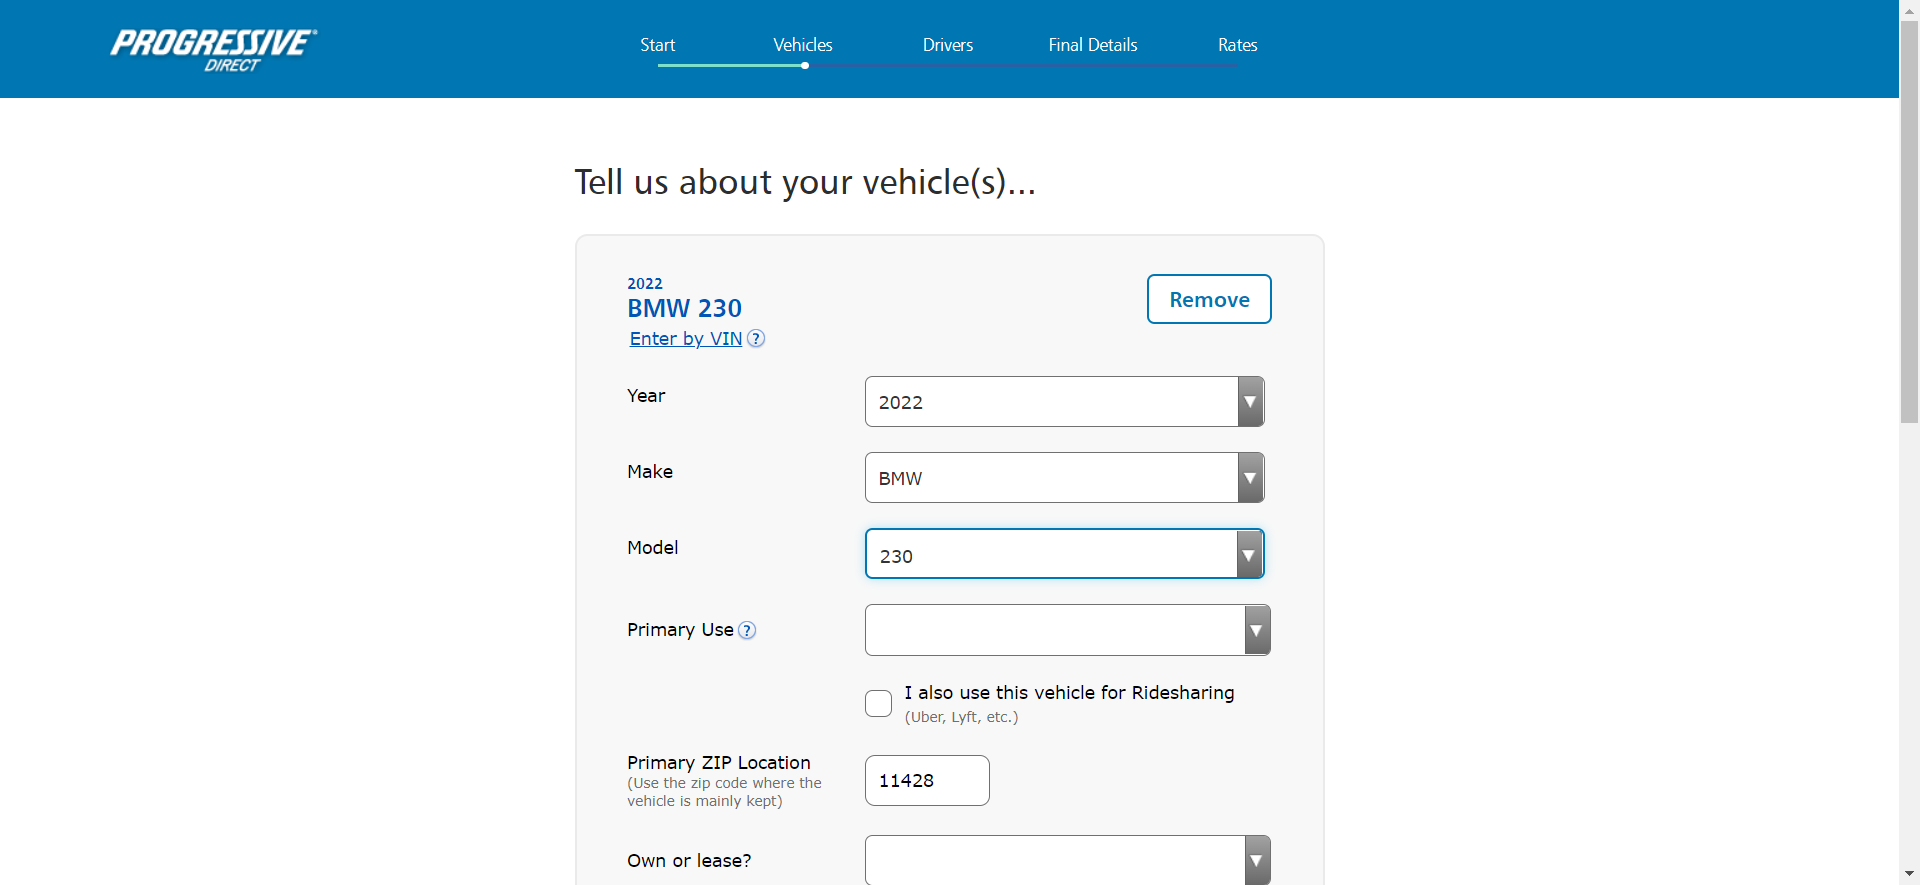 PROGRESSIVE®
DIRECT
Start
Vehicles
Drivers
Final Details
Rates
Tell us about your vehicle(s)...
2022
BMW 230
Remove
Enter by VIN ?
Year
2022
Make
BMW
Model
230
Primary Use ?
I also use this vehicle for Ridesharing
(Uber, Lyft, etc.)
Primary ZIP Location
(Use the zip code where the
vehicle is mainly kept)
11428
Own or lease?